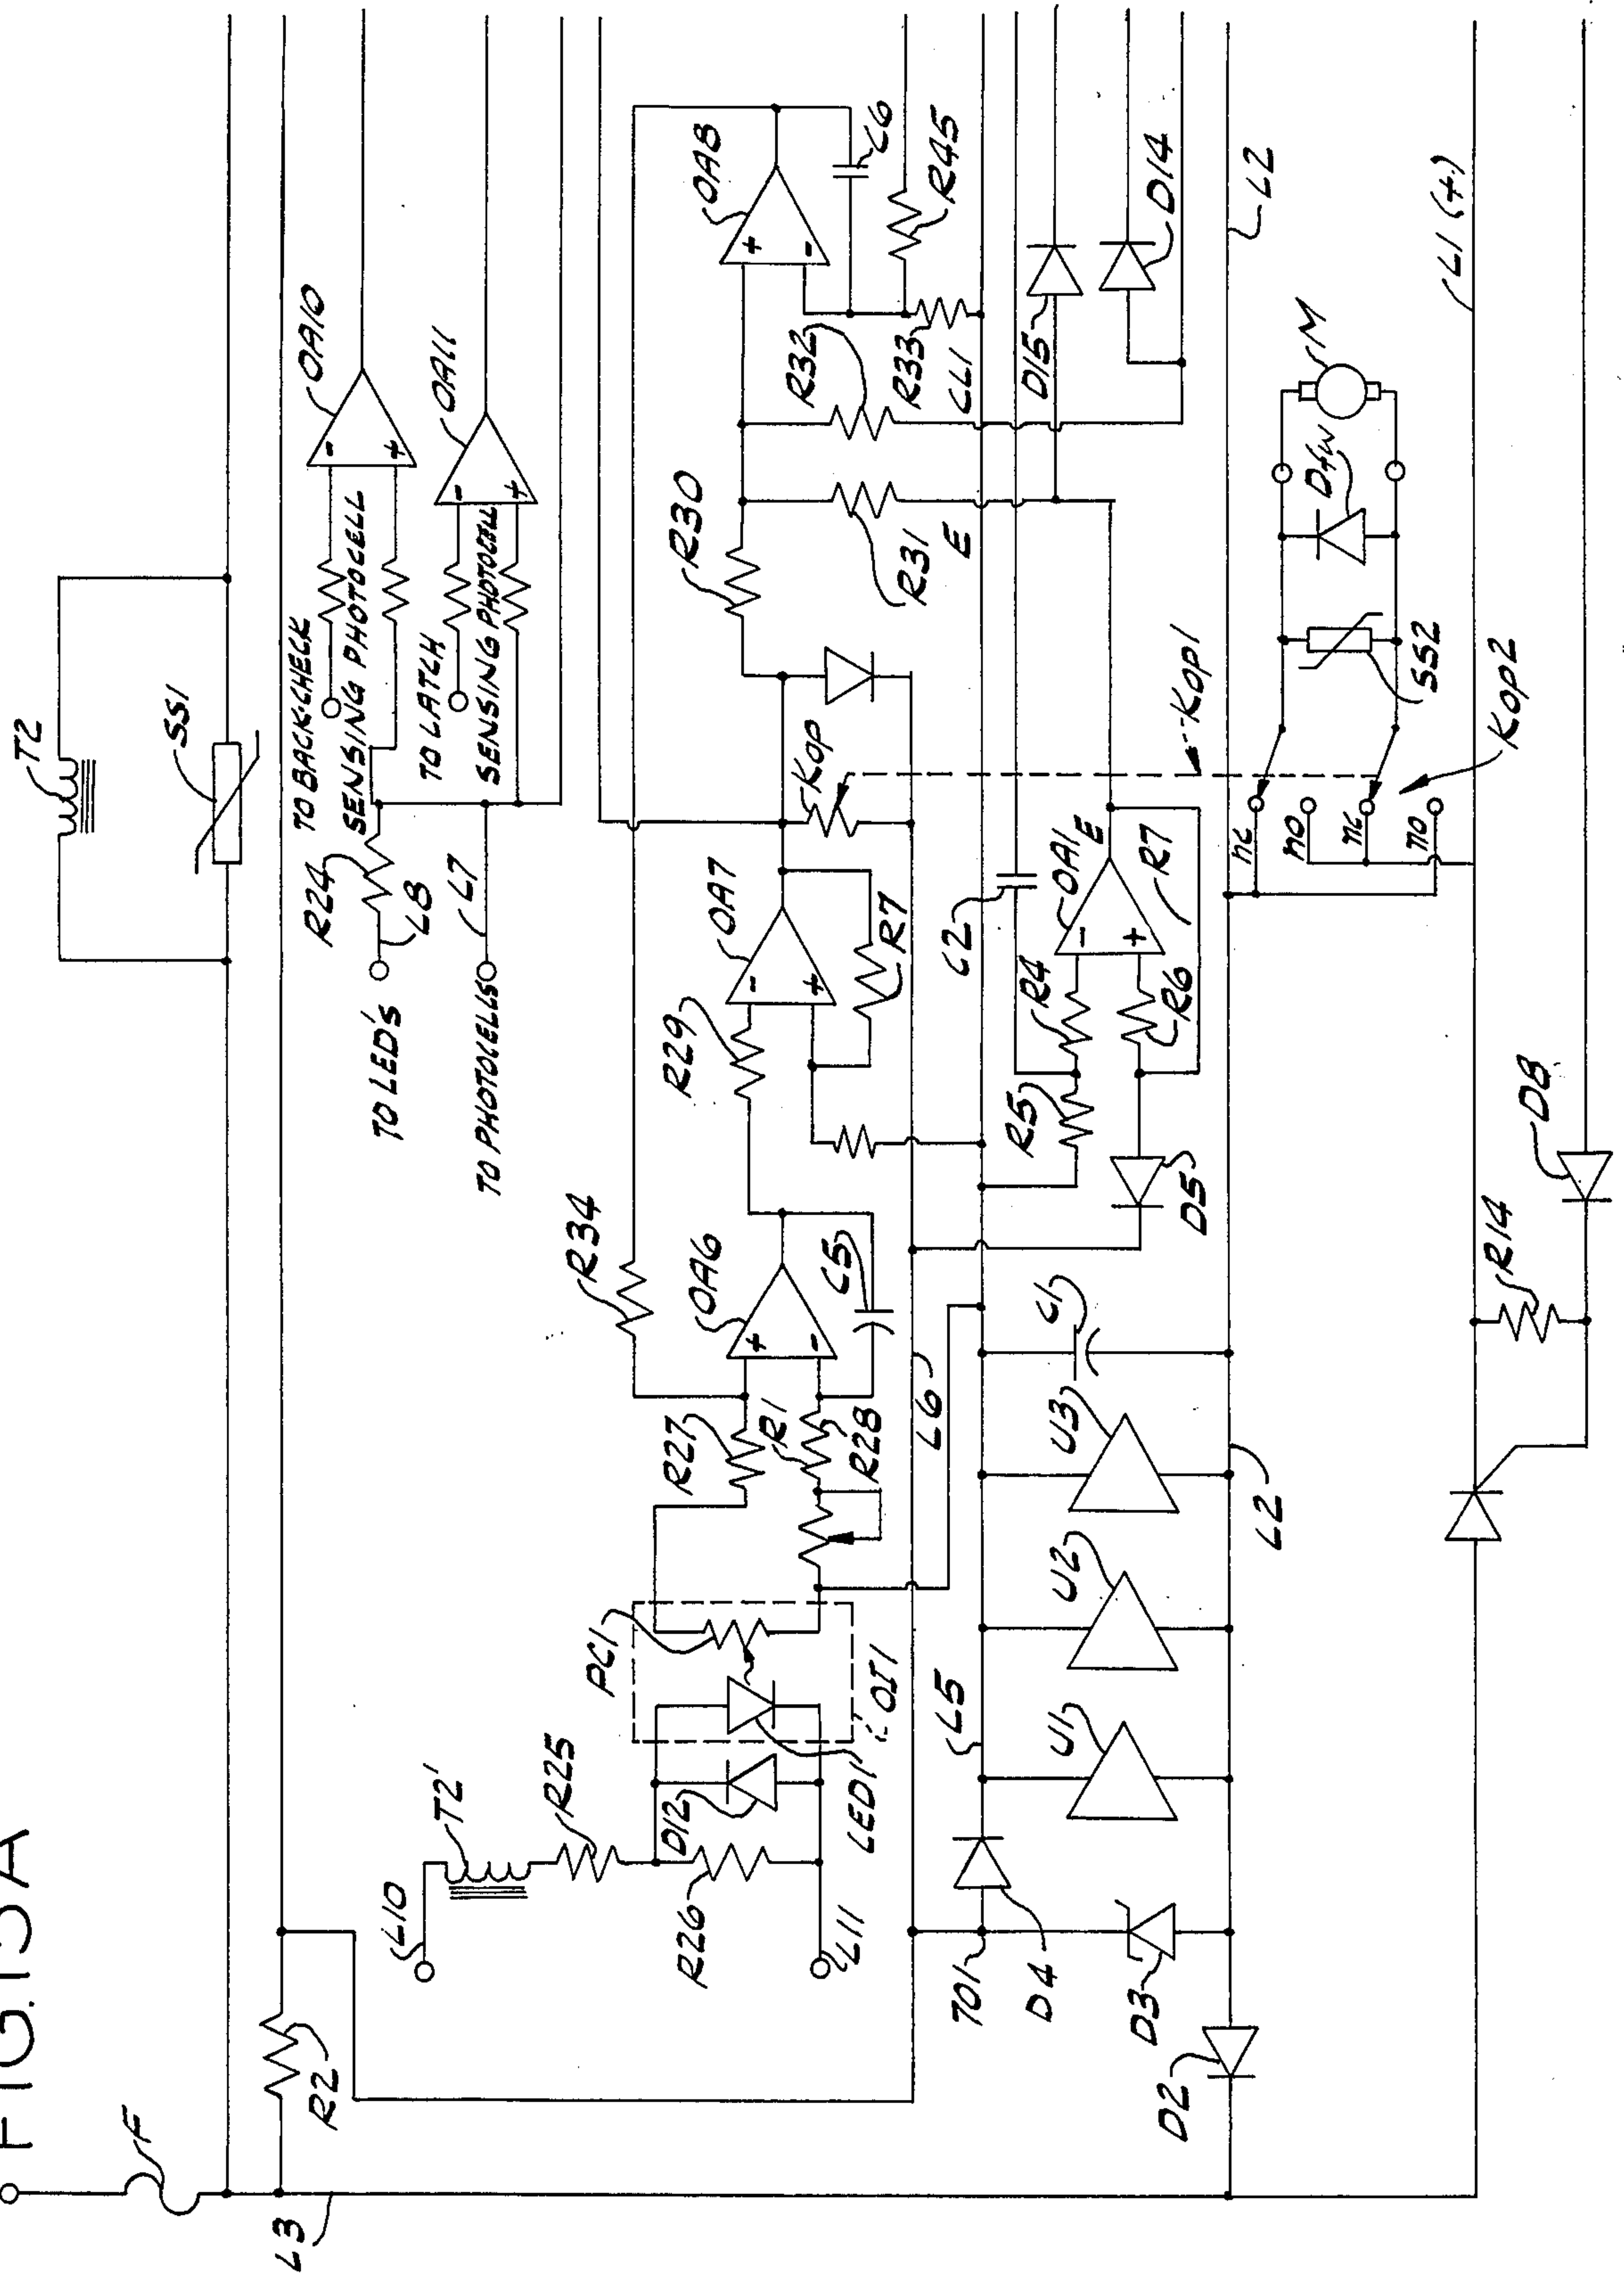 FIG. 15A
F
L3
R2
T2
SS1
TO BACK-CHECK
SENSING PHOTOCELL
TO LATCH
SENSING PHOTOCELL
OA10
OA11
-
+
-
+
R24
L8
L7
TO LED'S
TO PHOTOCELLS
L10
T2'
R25
R26
L11
D12
LED1'
OI1
PC1
R27
R1
R28
R34
OA6
+
-
C5
R29
OA7
-
+
R7
KOP
R30
R31
E
R32
R33
CL1
OA8
+
-
C6
R45
D15
D14
L6
L5
701
D4
D3
D2
U1
U2
U3
C1
L2
R5
R4
D5
R6
C2
OA1
-
+
E
R7
KOP1
KOP2
nc
no
nc
no
SS2
Dfw
M
L2
L1 (+)
R14
D8